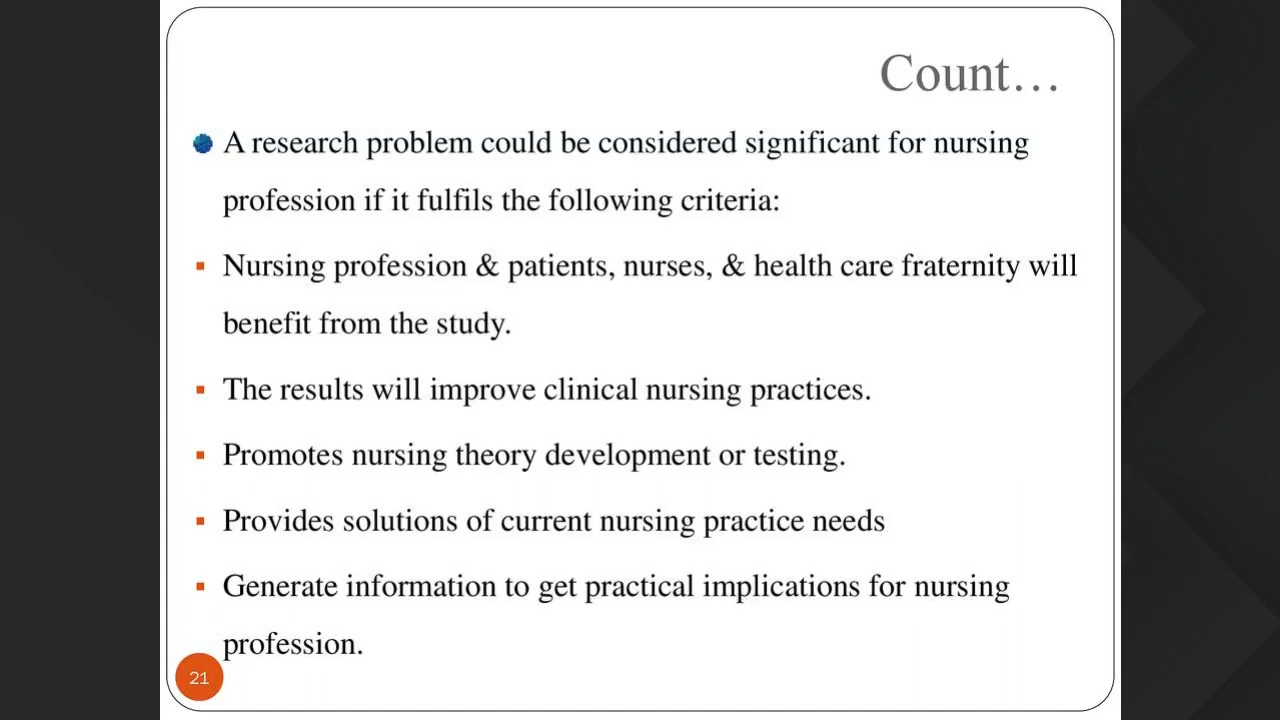 Count…
A research problem could be considered significant for nursing
profession if it fulfils the following criteria:
Nursing profession & patients, nurses, & health care fraternity will
benefit from the study.
The results will improve clinical nursing practices.
Promotes nursing theory development or testing.
Provides solutions of current nursing practice needs
Generate information to get practical implications for nursing
profession.
21